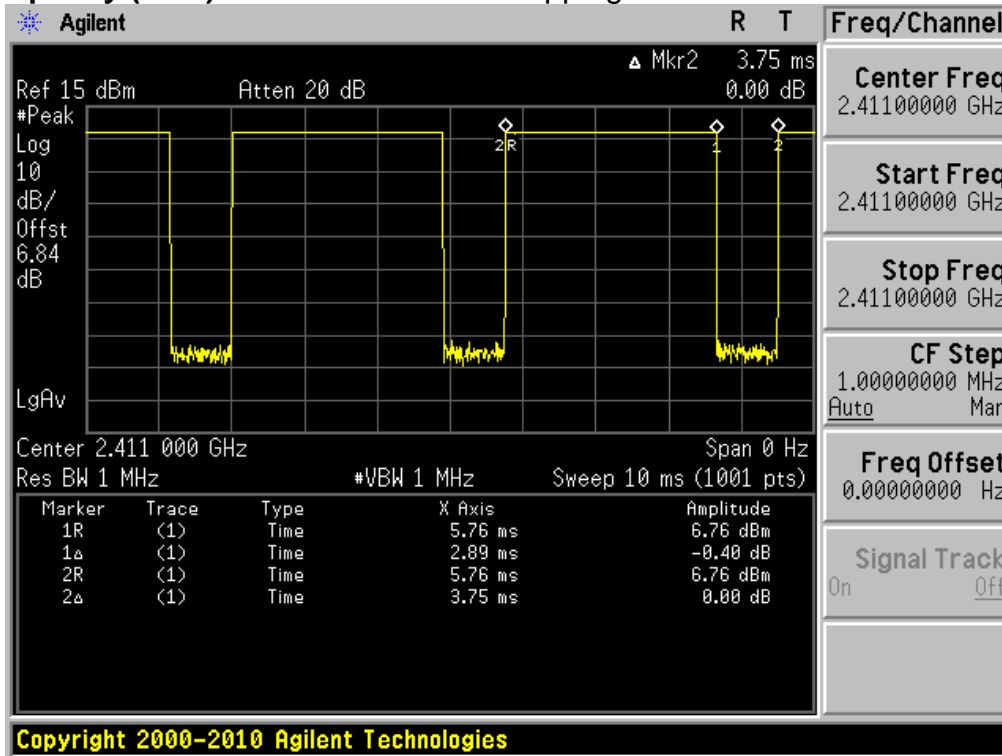 Agilent R T
Freq/Channel
▵ Mkr2 3.75 ms
Ref 15 dBm Atten 20 dB 0.00 dB
#Peak
Log
10
dB/
Offst
6.84
dB
LgAv
2R
1
2
Center 2.411 000 GHz Span 0 Hz
Res BW 1 MHz #VBW 1 MHz Sweep 10 ms (1001 pts)
Marker Trace Type X Axis Amplitude
1R (1) Time 5.76 ms 6.76 dBm
1▵ (1) Time 2.89 ms -0.40 dB
2R (1) Time 5.76 ms 6.76 dBm
2▵ (1) Time 3.75 ms 0.00 dB
Center Freq
2.41100000 GHz
Start Freq
2.41100000 GHz
Stop Freq
2.41100000 GHz
CF Step
1.00000000 MHz
Auto Man
Freq Offset
0.00000000 Hz
Signal Track
On Off
Copyright 2000-2010 Agilent Technologies